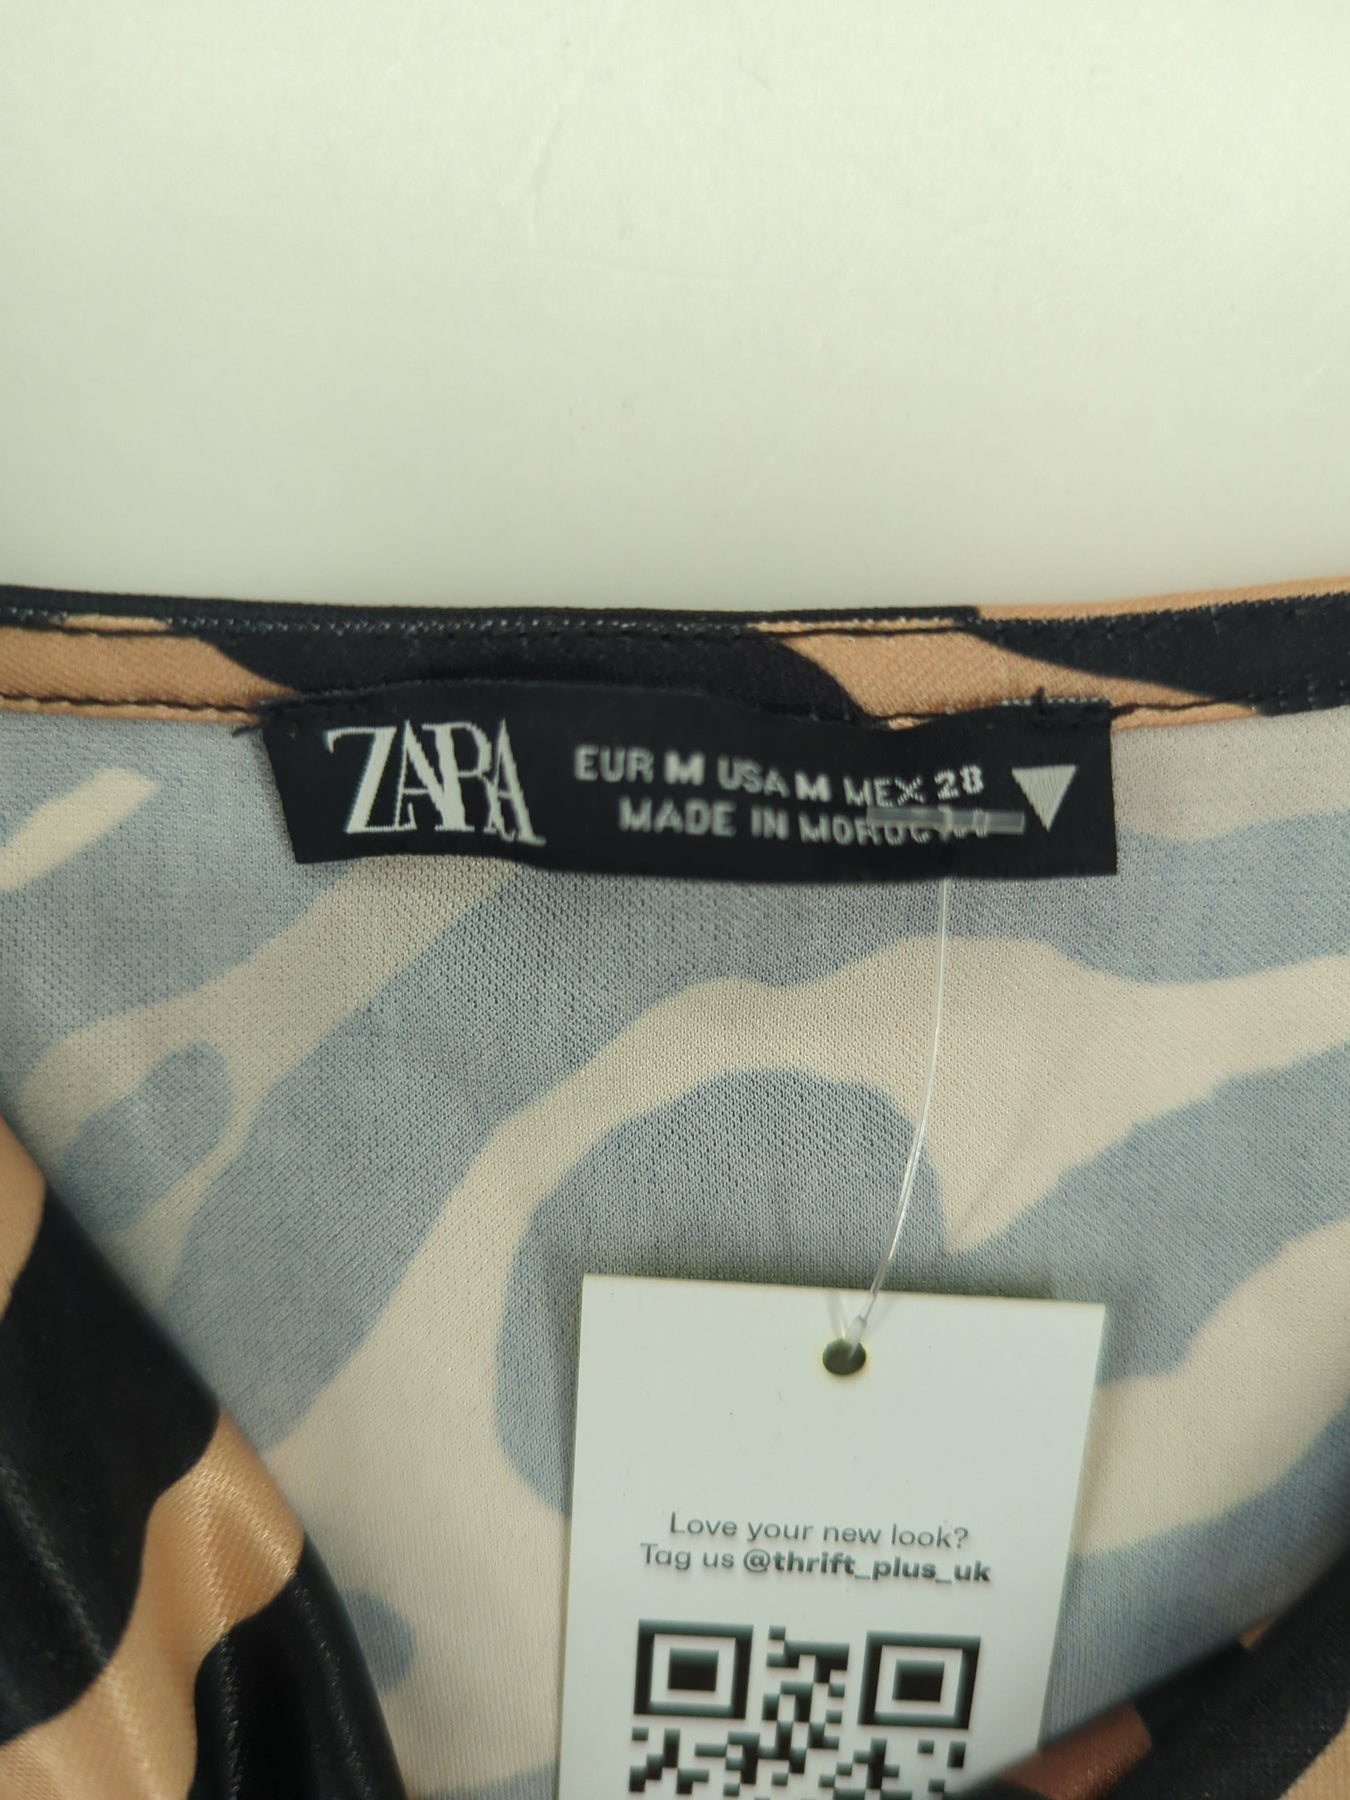 ZARA
EUR M USA M MEX 28
MADE IN MOROCCO
Love your new look?
Tag us @thrift_plus_uk